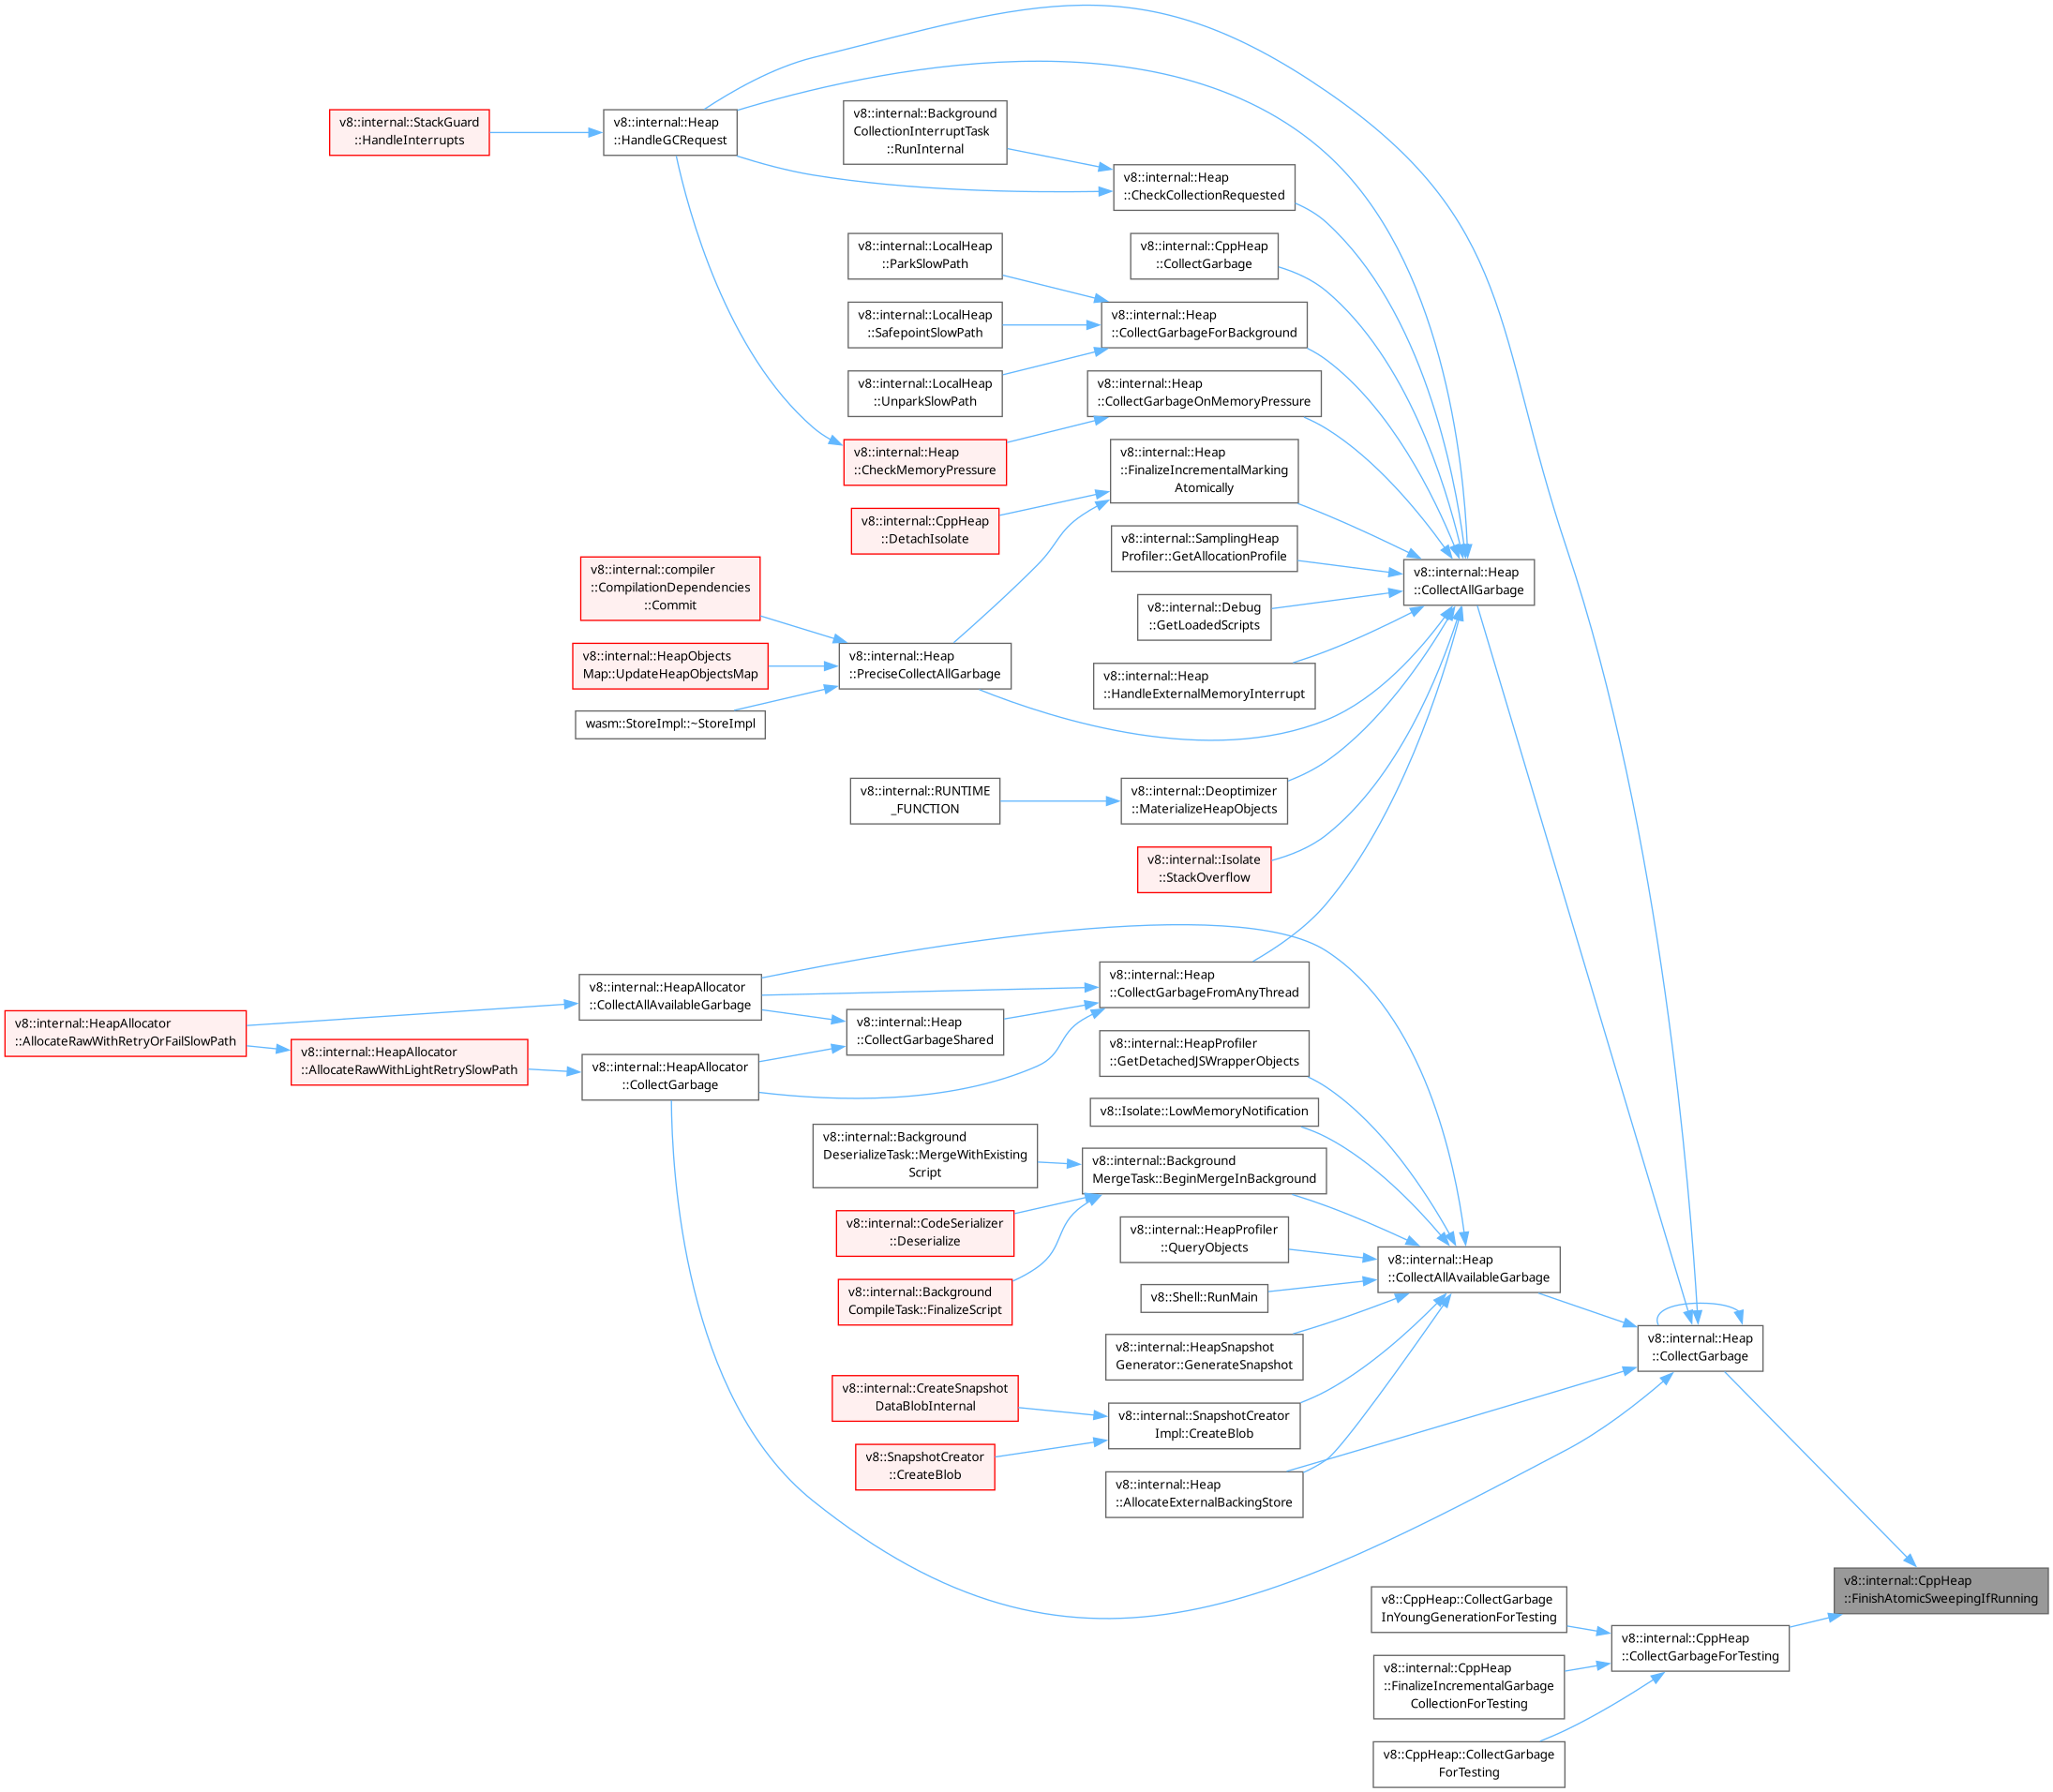 v8::internal::StackGuard
::HandleInterrupts
v8::internal::Heap
::HandleGCRequest
v8::internal::Background
CollectionInterruptTask
::RunInternal
v8::internal::Heap
::CheckCollectionRequested
v8::internal::LocalHeap
::ParkSlowPath
v8::internal::CppHeap
::CollectGarbage
v8::internal::LocalHeap
::SafepointSlowPath
v8::internal::Heap
::CollectGarbageForBackground
v8::internal::LocalHeap
::UnparkSlowPath
v8::internal::Heap
::CollectGarbageOnMemoryPressure
v8::internal::Heap
::CheckMemoryPressure
v8::internal::Heap
::FinalizeIncrementalMarking
Atomically
v8::internal::CppHeap
::DetachIsolate
v8::internal::SamplingHeap
Profiler::GetAllocationProfile
v8::internal::Heap
::CollectAllGarbage
v8::internal::compiler
::CompilationDependencies
::Commit
v8::internal::Debug
::GetLoadedScripts
v8::internal::HeapObjects
Map::UpdateHeapObjectsMap
v8::internal::Heap
::PreciseCollectAllGarbage
v8::internal::Heap
::HandleExternalMemoryInterrupt
wasm::StoreImpl::~StoreImpl
v8::internal::RUNTIME
_FUNCTION
v8::internal::Deoptimizer
::MaterializeHeapObjects
v8::internal::Isolate
::StackOverflow
v8::internal::HeapAllocator
::CollectAllAvailableGarbage
v8::internal::Heap
::CollectGarbageFromAnyThread
v8::internal::HeapAllocator
::AllocateRawWithRetryOrFailSlowPath
v8::internal::HeapAllocator
::AllocateRawWithLightRetrySlowPath
v8::internal::Heap
::CollectGarbageShared
v8::internal::HeapAllocator
::CollectGarbage
v8::internal::HeapProfiler
::GetDetachedJSWrapperObjects
v8::Isolate::LowMemoryNotification
v8::internal::Background
DeserializeTask::MergeWithExisting
Script
v8::internal::Background
MergeTask::BeginMergeInBackground
v8::internal::CodeSerializer
::Deserialize
v8::internal::HeapProfiler
::QueryObjects
v8::internal::Heap
::CollectAllAvailableGarbage
v8::internal::Background
CompileTask::FinalizeScript
v8::Shell::RunMain
v8::internal::HeapSnapshot
Generator::GenerateSnapshot
v8::internal::Heap
::CollectGarbage
v8::internal::CreateSnapshot
DataBlobInternal
v8::internal::SnapshotCreator
Impl::CreateBlob
v8::SnapshotCreator
::CreateBlob
v8::internal::Heap
::AllocateExternalBackingStore
v8::internal::CppHeap
::FinishAtomicSweepingIfRunning
v8::CppHeap::CollectGarbage
InYoungGenerationForTesting
v8::internal::CppHeap
::CollectGarbageForTesting
v8::internal::CppHeap
::FinalizeIncrementalGarbage
CollectionForTesting
v8::CppHeap::CollectGarbage
ForTesting